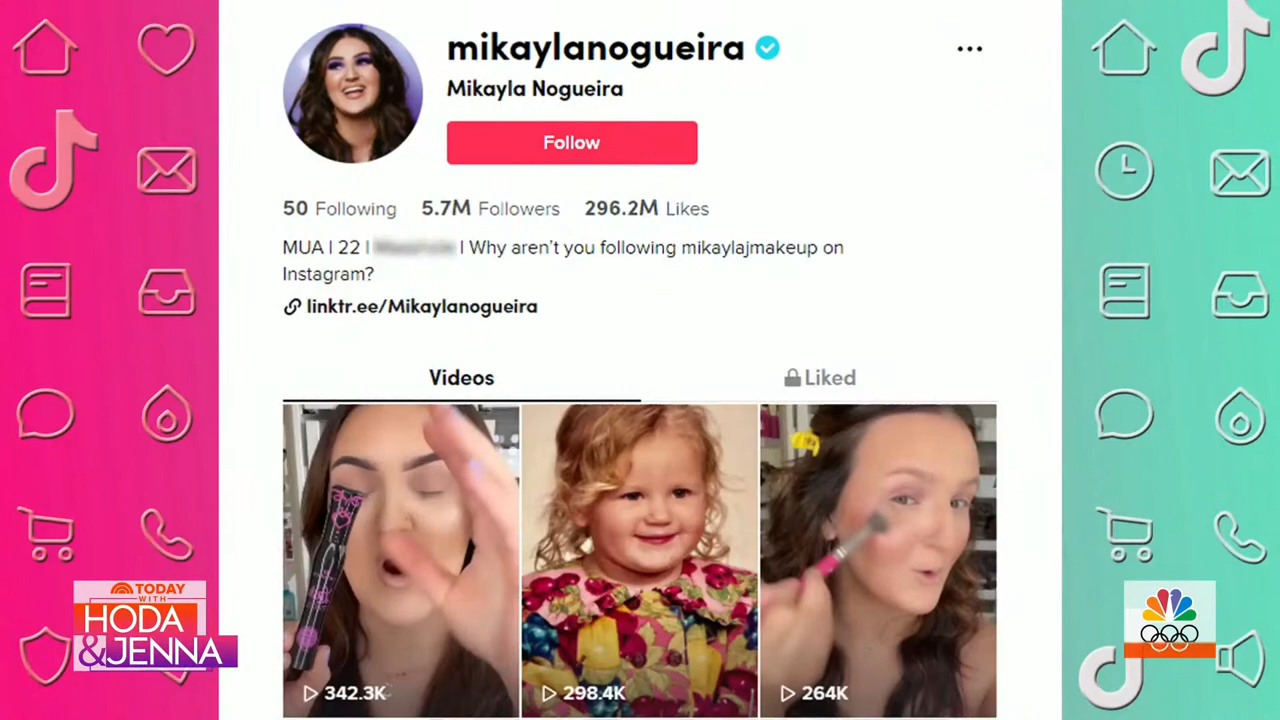 mikaylanogueira
Mikayla Nogueira
Follow
50 Following 5.7M Followers 296.2M Likes
MUA | 22 | | Why aren't you following mikaylajmakeup on
Instagram?
linktr.ee/Mikaylanogueira
Videos Liked
342.3K 298.4K 264K
TODAY
WITH
HODA
&JENNA